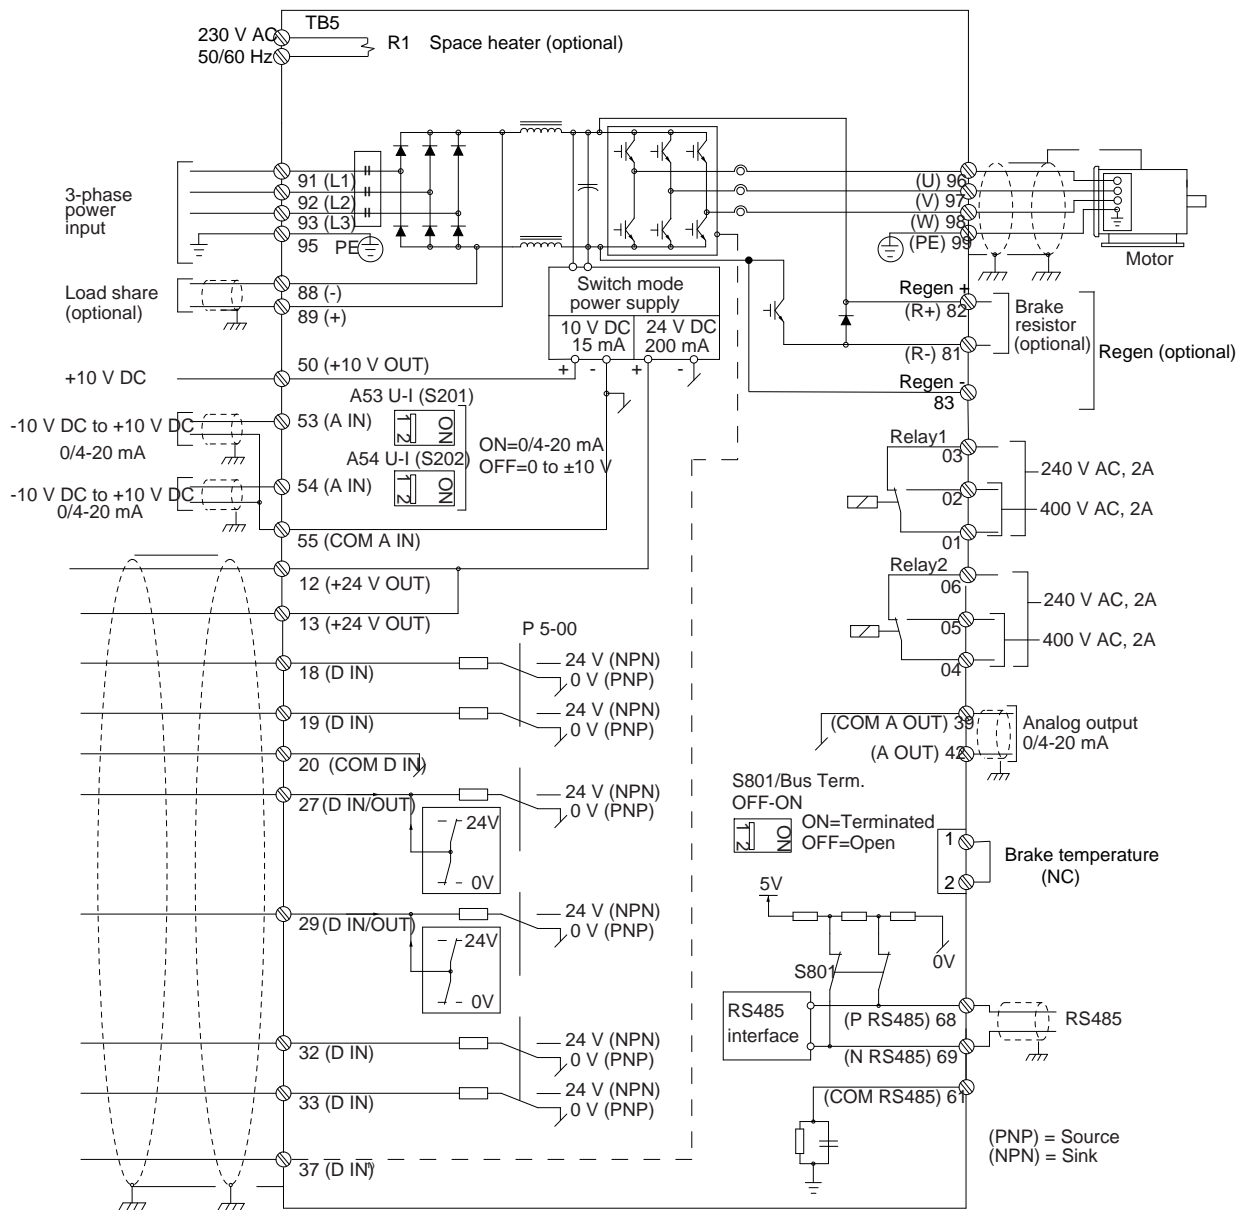 TB5
230 V AC
50/60 Hz
R1 Space heater (optional)
3-phase
power
input
91 (L1)
92 (L2)
93 (L3)
95 PE
(U) 96
(V) 97
(W) 98
(PE) 99
Motor
Load share
(optional)
88 (-)
89 (+)
Switch mode
power supply
10 V DC
15 mA
24 V DC
200 mA
+ - + -
Regen +
(R+) 82
Brake
resistor
(optional)
(R-) 81
Regen -
83
Regen (optional)
+10 V DC
50 (+10 V OUT)
A53 U-I (S201)
1 2 ON
-10 V DC to +10 V DC
0/4-20 mA
53 (A IN)
ON=0/4-20 mA
OFF=0 to ±10 V
A54 U-I (S202)
1 2 ON
-10 V DC to +10 V DC
0/4-20 mA
54 (A IN)
55 (COM A IN)
Relay1
03
02
01
240 V AC, 2A
400 V AC, 2A
12 (+24 V OUT)
13 (+24 V OUT)
Relay2
06
05
04
240 V AC, 2A
400 V AC, 2A
P 5-00
18 (D IN)
24 V (NPN)
0 V (PNP)
19 (D IN)
24 V (NPN)
0 V (PNP)
20 (COM D IN)
27 (D IN/OUT)
24 V (NPN)
0 V (PNP)
24V
0V
29 (D IN/OUT)
24 V (NPN)
0 V (PNP)
24V
0V
32 (D IN)
24 V (NPN)
0 V (PNP)
33 (D IN)
24 V (NPN)
0 V (PNP)
37 (D IN)
(COM A OUT) 39
(A OUT) 42
Analog output
0/4-20 mA
S801/Bus Term.
OFF-ON
1 2 ON
ON=Terminated
OFF=Open
1
2
Brake temperature
(NC)
5V
0V
S801
RS485
interface
(P RS485) 68
(N RS485) 69
RS485
(COM RS485) 61
(PNP) = Source
(NPN) = Sink